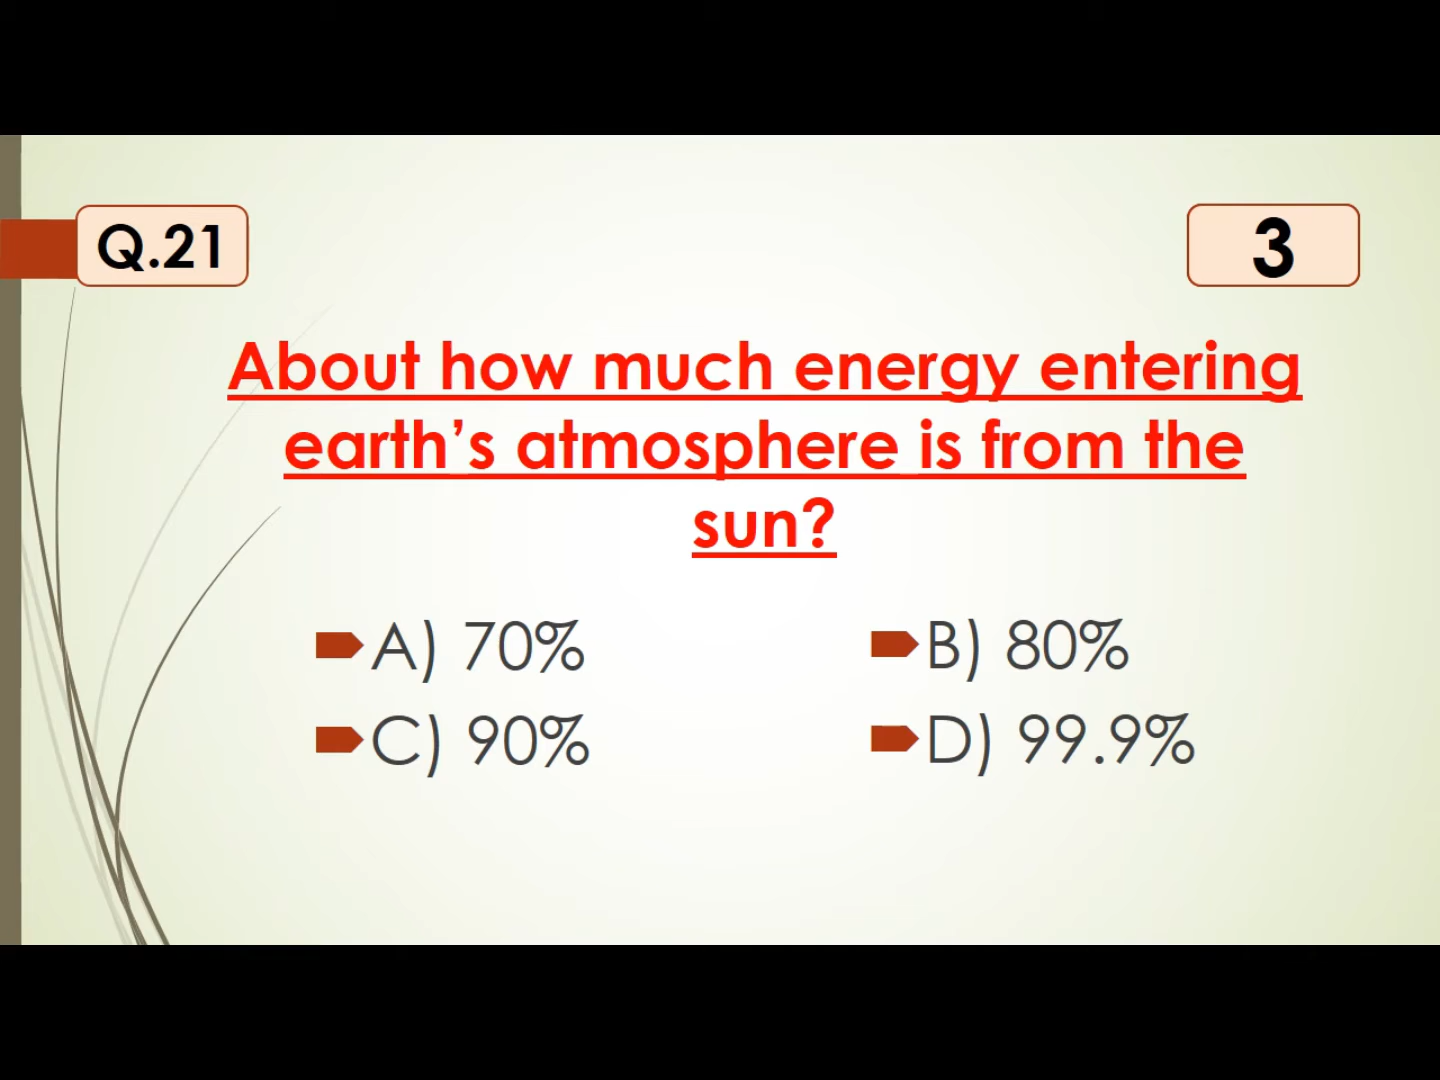 Q.21
3
About how much energy entering
earth’s atmosphere is from the
sun?
A) 70%
B) 80%
C) 90%
D) 99.9%